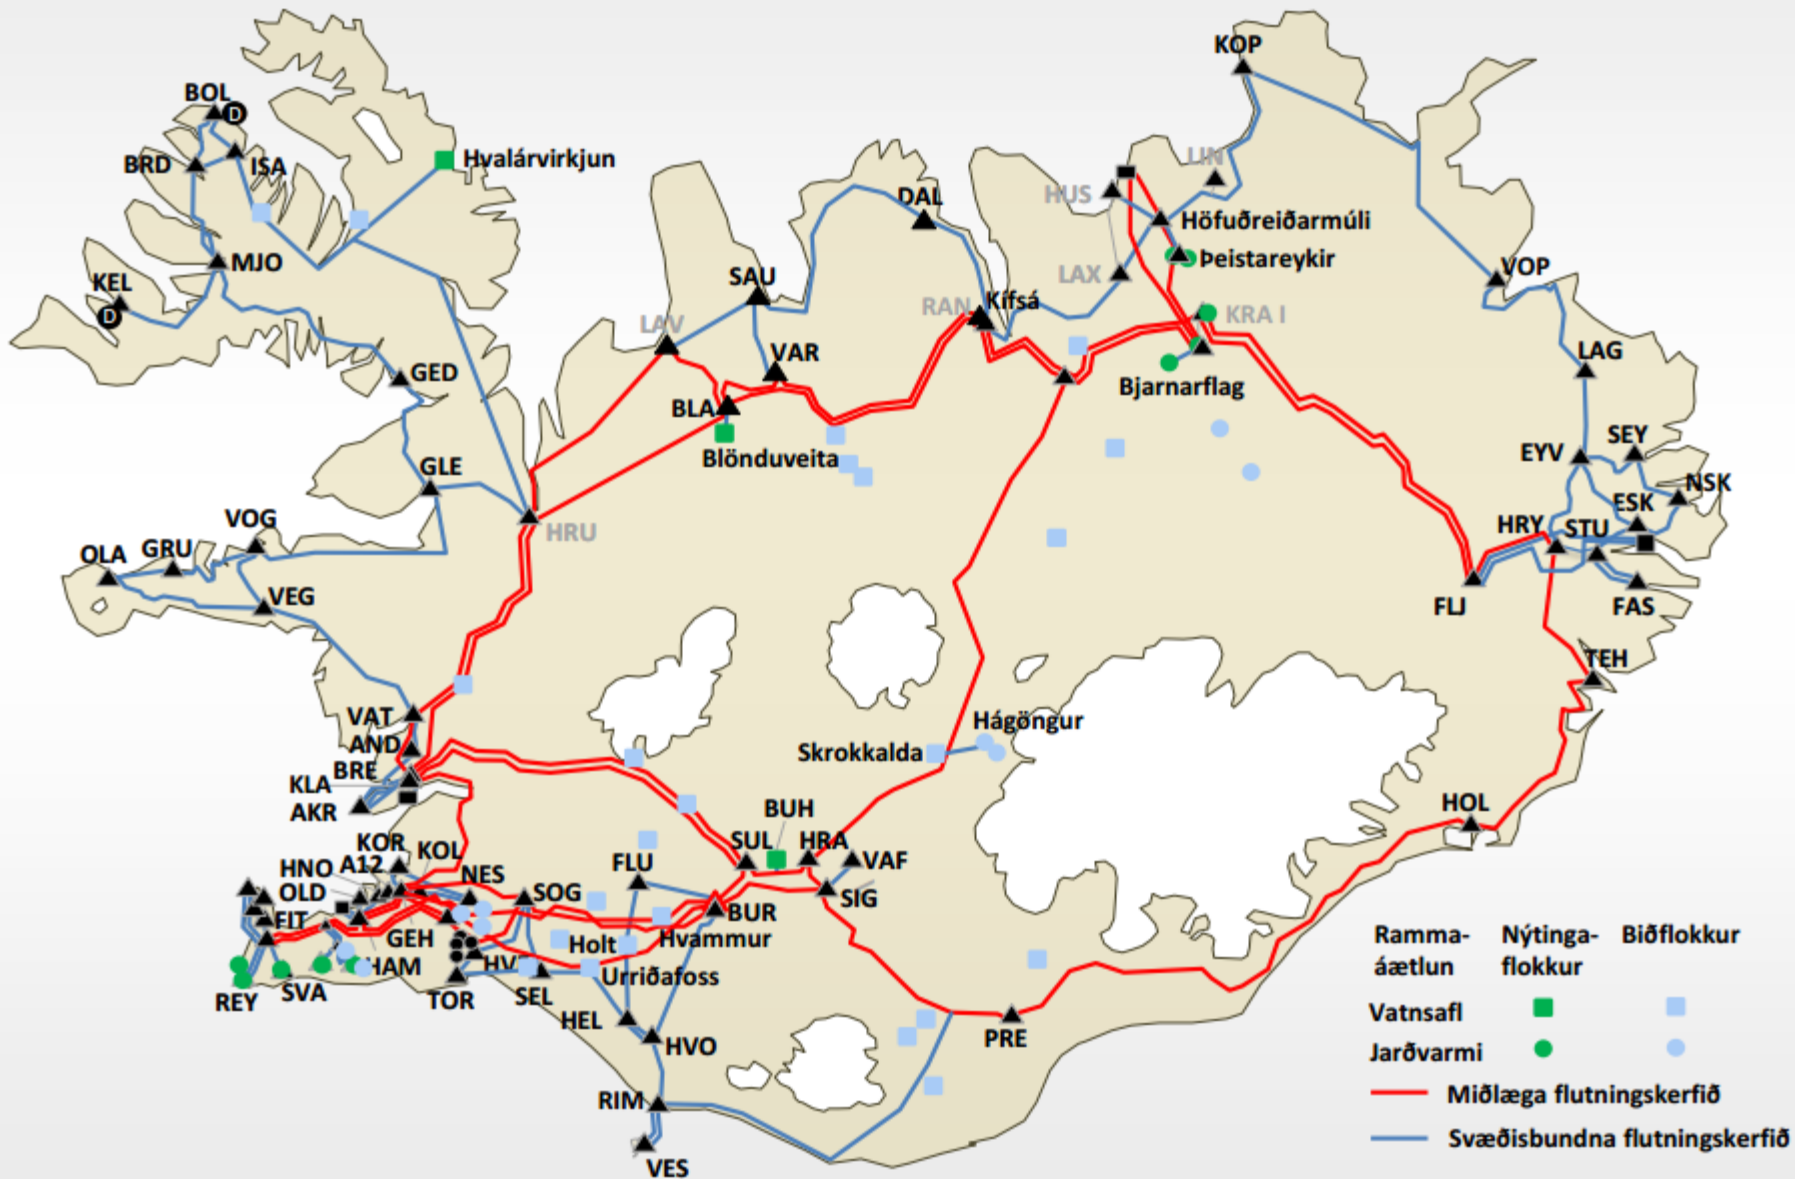 KOP
BOL
D
BRD
ISA
Hvalárvirkjun
LIN
HUS
DAL
Höfuðreiðarmúli
MJO
Þeistareykir
KEL
D
SAU
LAX
VOP
RAN
Kífsá
KRA I
LAV
VAR
LAG
GED
Bjarnarflag
BLA
Blönduveita
SEY
EYV
GLE
NSK
ESK
VOG
HRU
HRY
STU
OLA
GRU
VEG
FLJ
FAS
TEH
VAT
Hágöngur
AND
Skrokkalda
BRE
KLA
AKR
BUH
HOL
KOR
KOL
SUL
HRA
A12
HNO
FLU
VAF
OLD
NES
SOG
SIG
FIT
BUR
GEH
Holt
Hvammur
HAM
Urriðafoss
REY
SVA
TOR
SEL
HEL
HVO
PRE
RIM
VES
Ramma-
áætlun
Nýtinga-
flokkur
Biðflokkur
Vatnsafl
Jarðvarmi
Miðlæga flutningskerfið
Svæðisbundna flutningskerfið